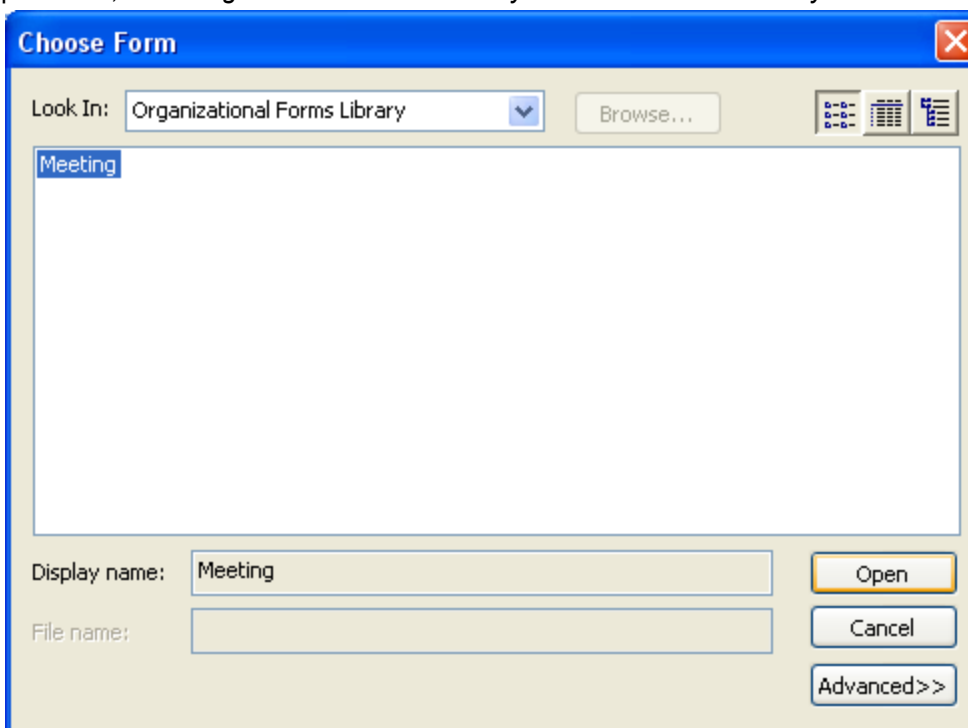 Choose Form
Look In: Organizational Forms Library Browse...
Meeting
Display name: Meeting Open
File name: Cancel
Advanced>>